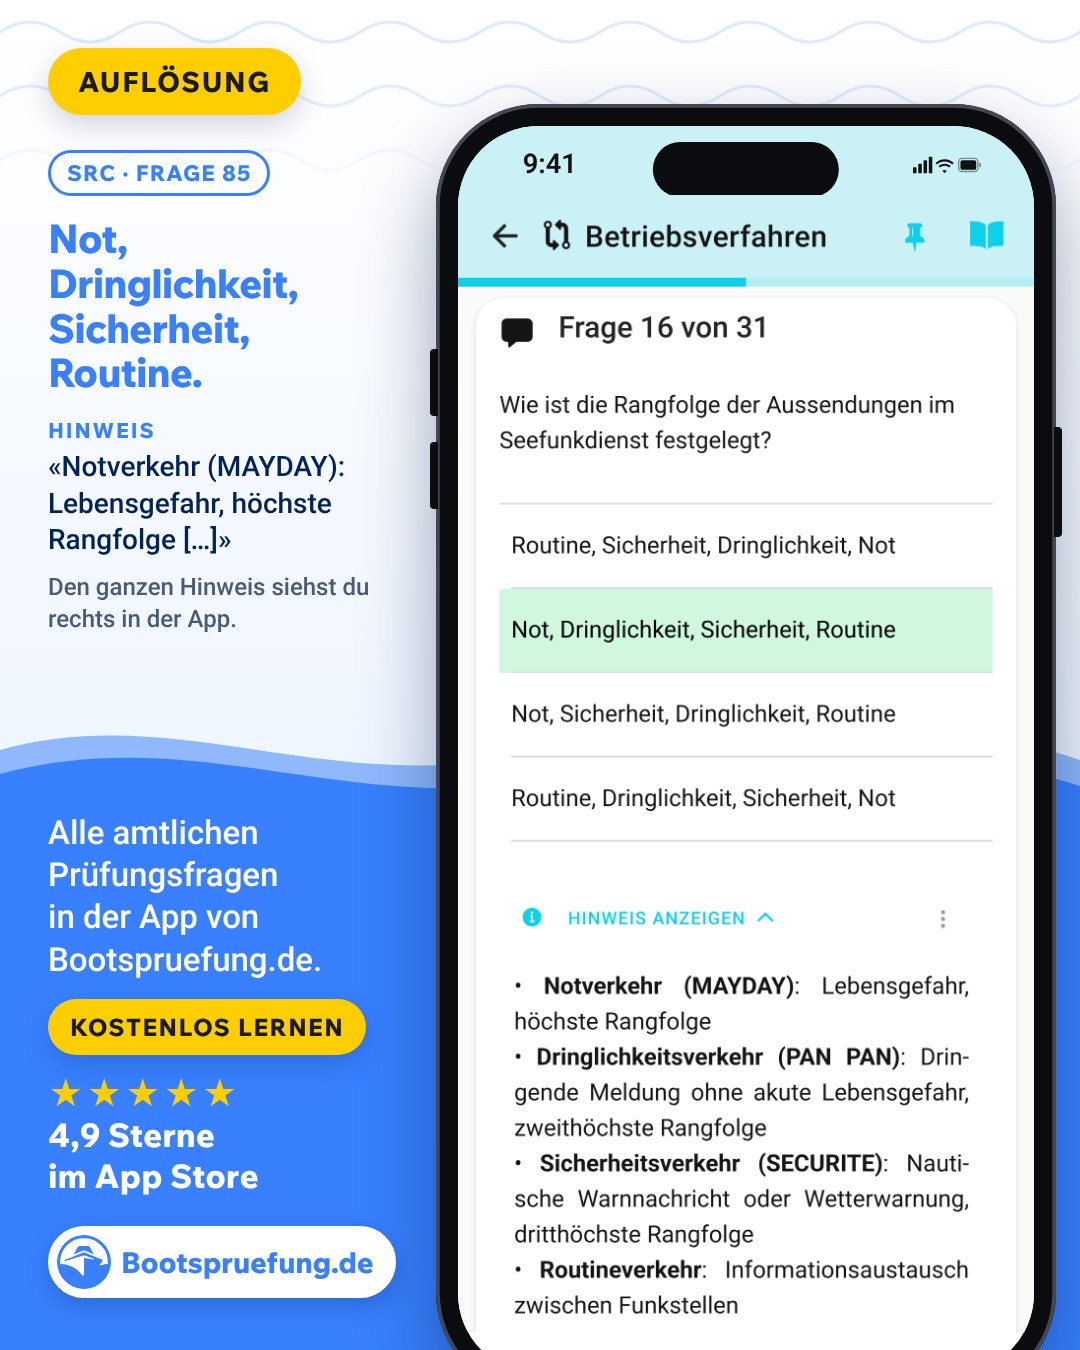 AUFLÖSUNG
SRC · FRAGE 85
Not,
Dringlichkeit,
Sicherheit,
Routine.
HINWEIS
«Notverkehr (MAYDAY):
Lebensgefahr, höchste
Rangfolge [...]»
Den ganzen Hinweis siehst du
rechts in der App.
Alle amtlichen
Prüfungsfragen
in der App von
Bootspruefung.de.
KOSTENLOS LERNEN
★★★★★
4,9 Sterne
im App Store
Bootspruefung.de
9:41
Betriebsverfahren
Frage 16 von 31
Wie ist die Rangfolge der Aussendungen im
Seefunkdienst festgelegt?
Routine, Sicherheit, Dringlichkeit, Not
Not, Dringlichkeit, Sicherheit, Routine
Not, Sicherheit, Dringlichkeit, Routine
Routine, Dringlichkeit, Sicherheit, Not
HINWEIS ANZEIGEN
• Notverkehr (MAYDAY): Lebensgefahr,
höchste Rangfolge
• Dringlichkeitsverkehr (PAN PAN): Drin-
gende Meldung ohne akute Lebensgefahr,
zweithöchste Rangfolge
• Sicherheitsverkehr (SECURITE): Nauti-
sche Warnnachricht oder Wetterwarnung,
dritthöchste Rangfolge
• Routineverkehr: Informationsaustausch
zwischen Funkstellen